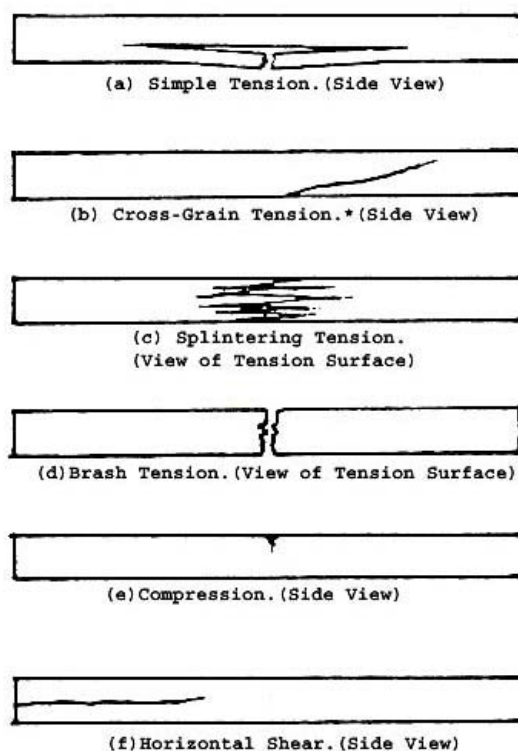 (a) Simple Tension.(Side View)
(b) Cross-Grain Tension.*(Side View)
(c) Splintering Tension.
(View of Tension Surface)
(d)Brash Tension.(View of Tension Surface)
(e)Compression.(Side View)
(f)Horizontal Shear.(Side View)